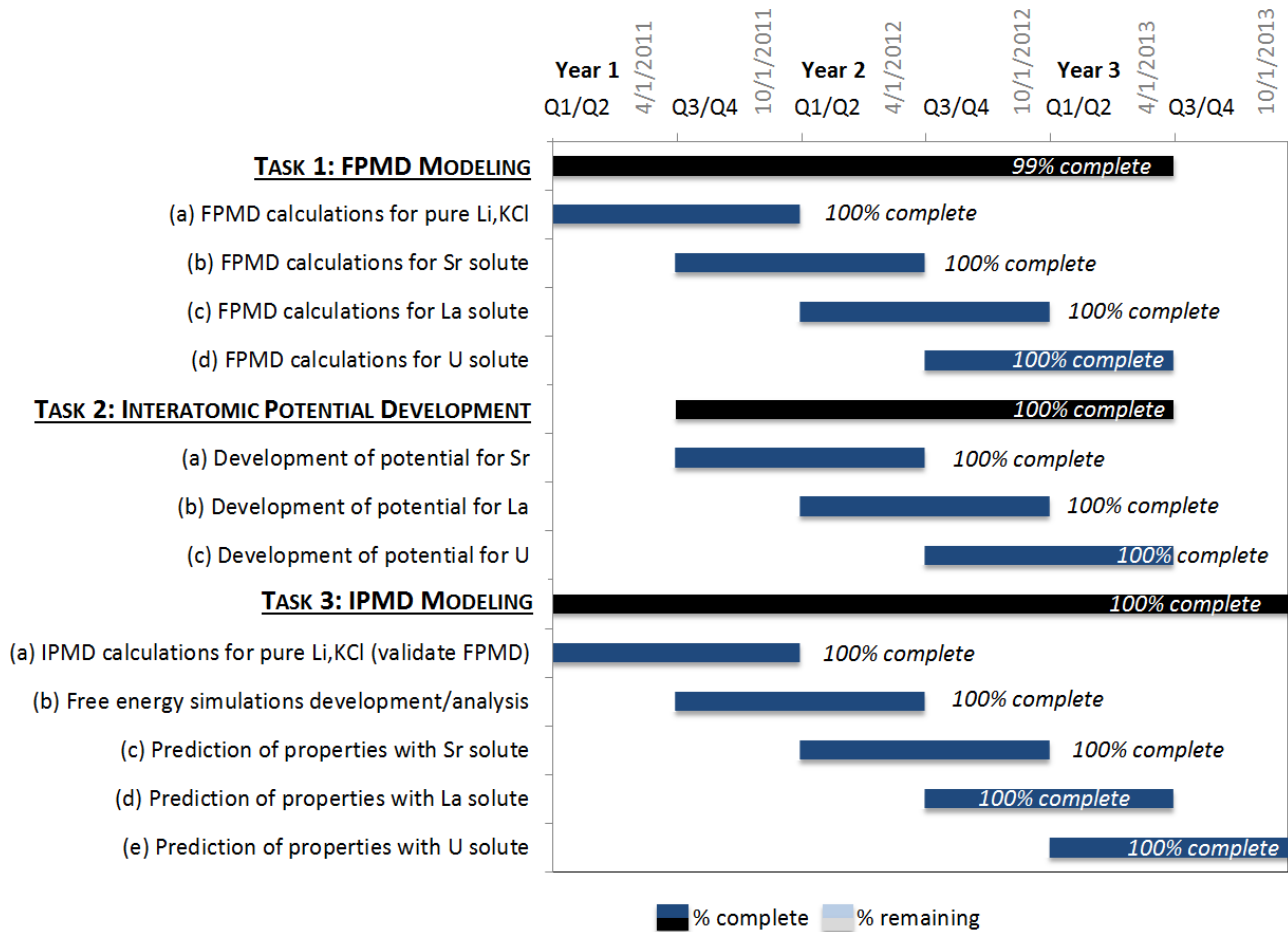 4/1/2011
10/1/2011
4/1/2012
10/1/2012
4/1/2013
10/1/2013
Year 1 Year 2 Year 3
Q1/Q2 Q3/Q4 Q1/Q2 Q3/Q4 Q1/Q2 Q3/Q4
TASK 1: FPMD MODELING 99% complete
(a) FPMD calculations for pure Li,KCl 100% complete
(b) FPMD calculations for Sr solute 100% complete
(c) FPMD calculations for La solute 100% complete
(d) FPMD calculations for U solute 100% complete
TASK 2: INTERATOMIC POTENTIAL DEVELOPMENT 100% complete
(a) Development of potential for Sr 100% complete
(b) Development of potential for La 100% complete
(c) Development of potential for U 100% complete
TASK 3: IPMD MODELING 100% complete
(a) IPMD calculations for pure Li,KCl (validate FPMD) 100% complete
(b) Free energy simulations development/analysis 100% complete
(c) Prediction of properties with Sr solute 100% complete
(d) Prediction of properties with La solute 100% complete
(e) Prediction of properties with U solute 100% complete
% complete % remaining